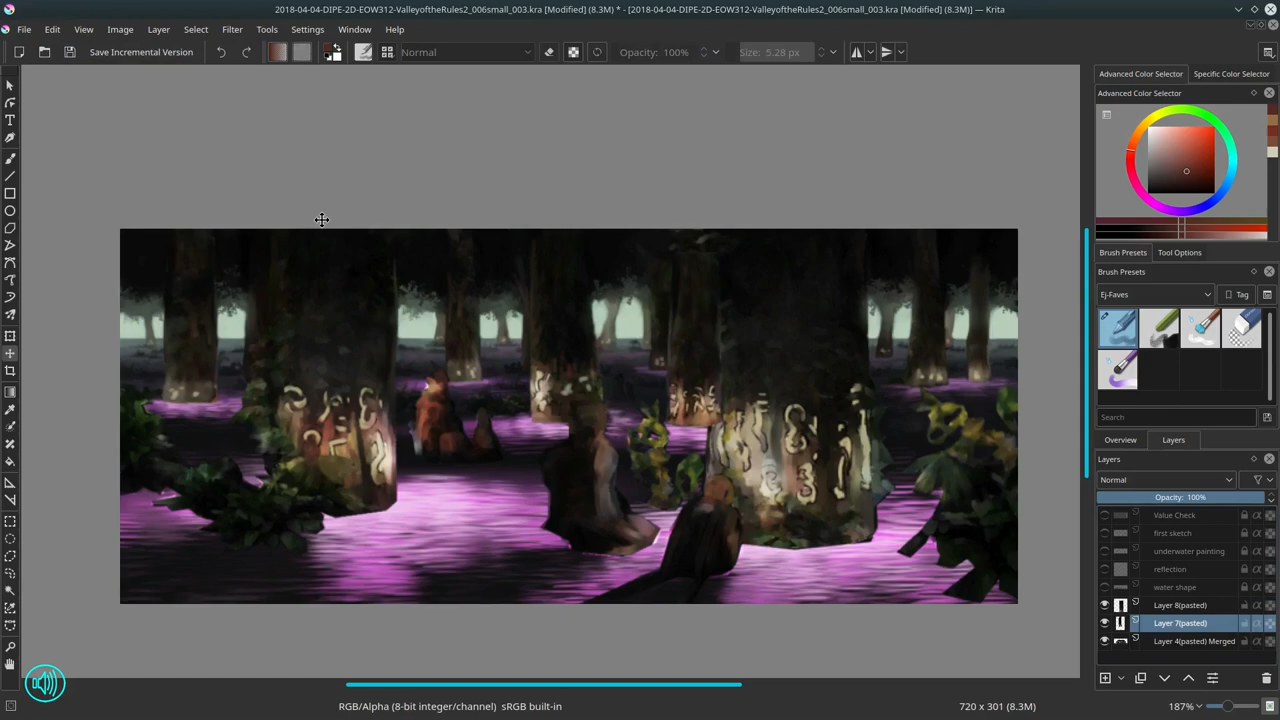 2018-04-04-DIPE-2D-EOW312-ValleyoftheRules2_006small_003.kra [Modified] (8.3M) * - [2018-04-04-DIPE-2D-EOW312-ValleyoftheRules2_006small_003.kra [Modified] (8.3M)] — Krita
File Edit View Image Layer Select Filter Tools Settings Window Help
Save Incremental Version Normal Opacity: 100% Size: 5.28 px
Advanced Color Selector Specific Color Selector
Advanced Color Selector
Brush Presets Tool Options
Brush Presets
Ej-Faves Tag
Search
Overview Layers
Layers
Normal
Opacity: 100%
Value Check
first sketch
underwater painting
reflection
water shape
Layer 8(pasted)
Layer 7(pasted)
Layer 4(pasted) Merged
RGB/Alpha (8-bit integer/channel) sRGB built-in 720 x 301 (8.3M) 187%